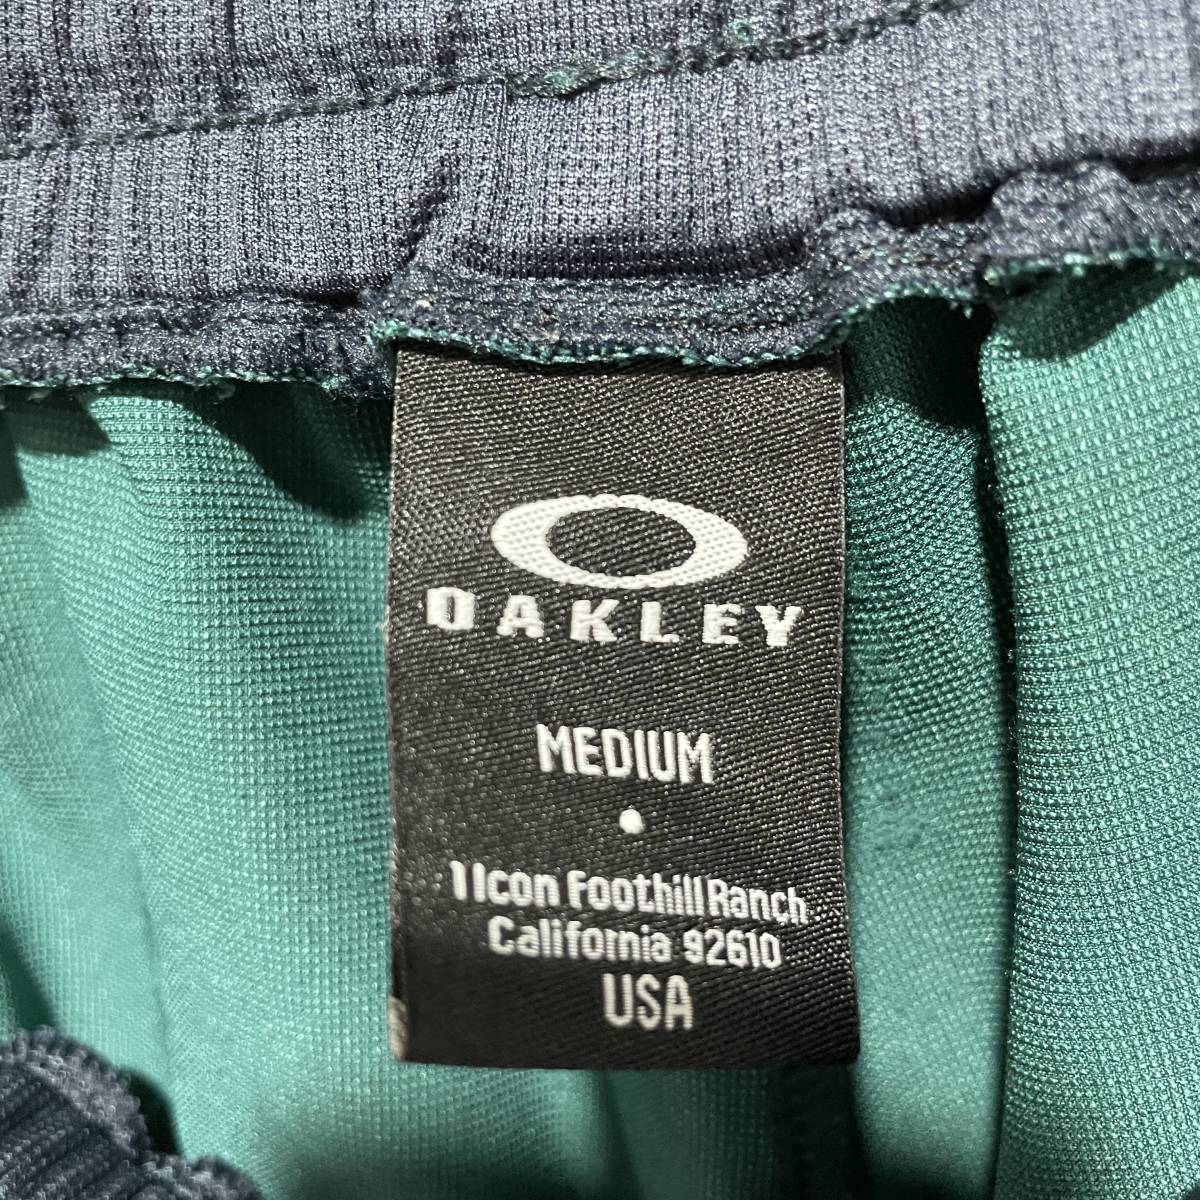 OAKLEY
MEDIUM
1 Icon Foothill Ranch
California 92610
USA